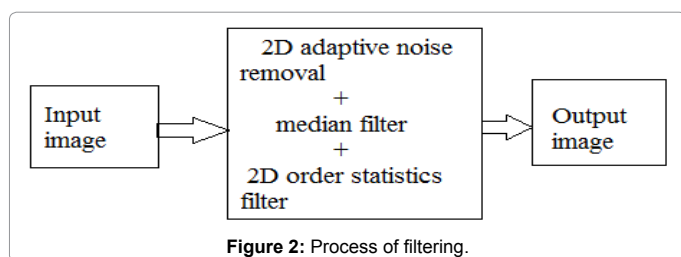 Input
image
2D adaptive noise
removal
+
median filter
+
2D order statistics
filter
Output
image
Figure 2: Process of filtering.